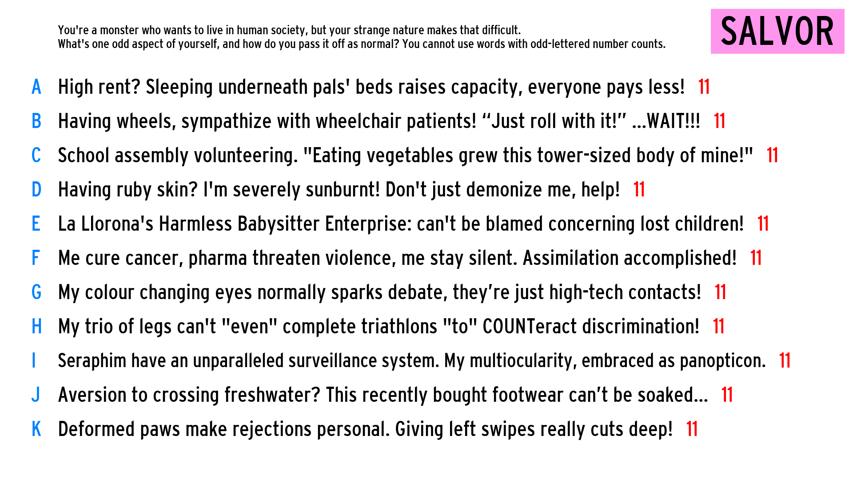 You're a monster who wants to live in human society, but your strange nature makes that difficult.
What's one odd aspect of yourself, and how do you pass it off as normal? You cannot use words with odd-lettered number counts.
SALVOR
A High rent? Sleeping underneath pals' beds raises capacity, everyone pays less! 11
B Having wheels, sympathize with wheelchair patients! “Just roll with it!” ...WAIT!!! 11
C School assembly volunteering. "Eating vegetables grew this tower-sized body of mine!" 11
D Having ruby skin? I'm severely sunburnt! Don't just demonize me, help! 11
E La Llorona's Harmless Babysitter Enterprise: can't be blamed concerning lost children! 11
F Me cure cancer, pharma threaten violence, me stay silent. Assimilation accomplished! 11
G My colour changing eyes normally sparks debate, they’re just high-tech contacts! 11
H My trio of legs can't "even" complete triathlons "to" COUNTeract discrimination! 11
I Seraphim have an unparalleled surveillance system. My multiocularity, embraced as panopticon. 11
J Aversion to crossing freshwater? This recently bought footwear can’t be soaked... 11
K Deformed paws make rejections personal. Giving left swipes really cuts deep! 11